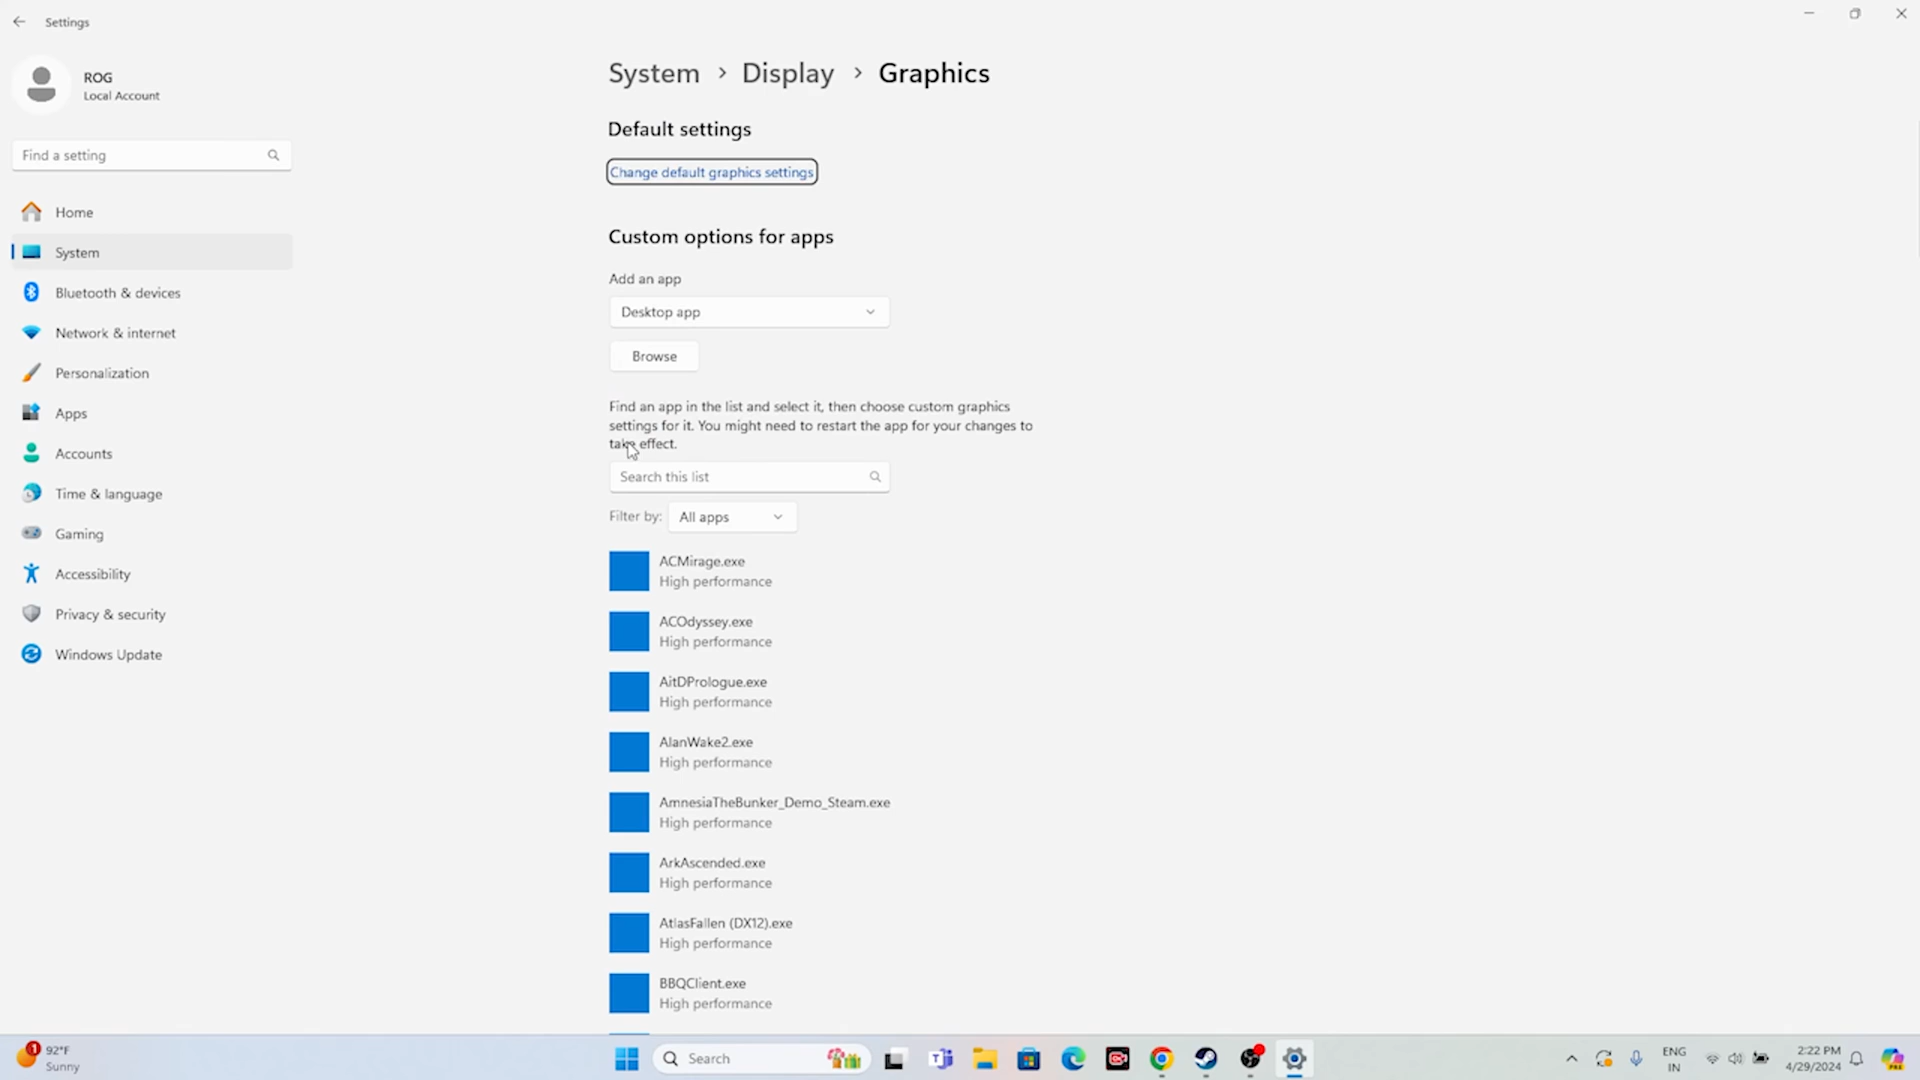 Settings
ROG
Local Account
Find a setting
Home
System
Bluetooth & devices
Network & internet
Personalization
Apps
Accounts
Time & language
Gaming
Accessibility
Privacy & security
Windows Update
System > Display > Graphics
Default settings
Change default graphics settings
Custom options for apps
Add an app
Desktop app
Browse
Find an app in the list and select it, then choose custom graphics
settings for it. You might need to restart the app for your changes to
take effect.
Search this list
Filter by: All apps
ACMirage.exe
High performance
ACOdyssey.exe
High performance
AitDPrologue.exe
High performance
AlanWake2.exe
High performance
AmnesiaTheBunker_Demo_Steam.exe
High performance
ArkAscended.exe
High performance
AtlasFallen (DX12).exe
High performance
BBQClient.exe
High performance
1
92°F
Sunny
Search
ENG
IN
2:22 PM
4/29/2024